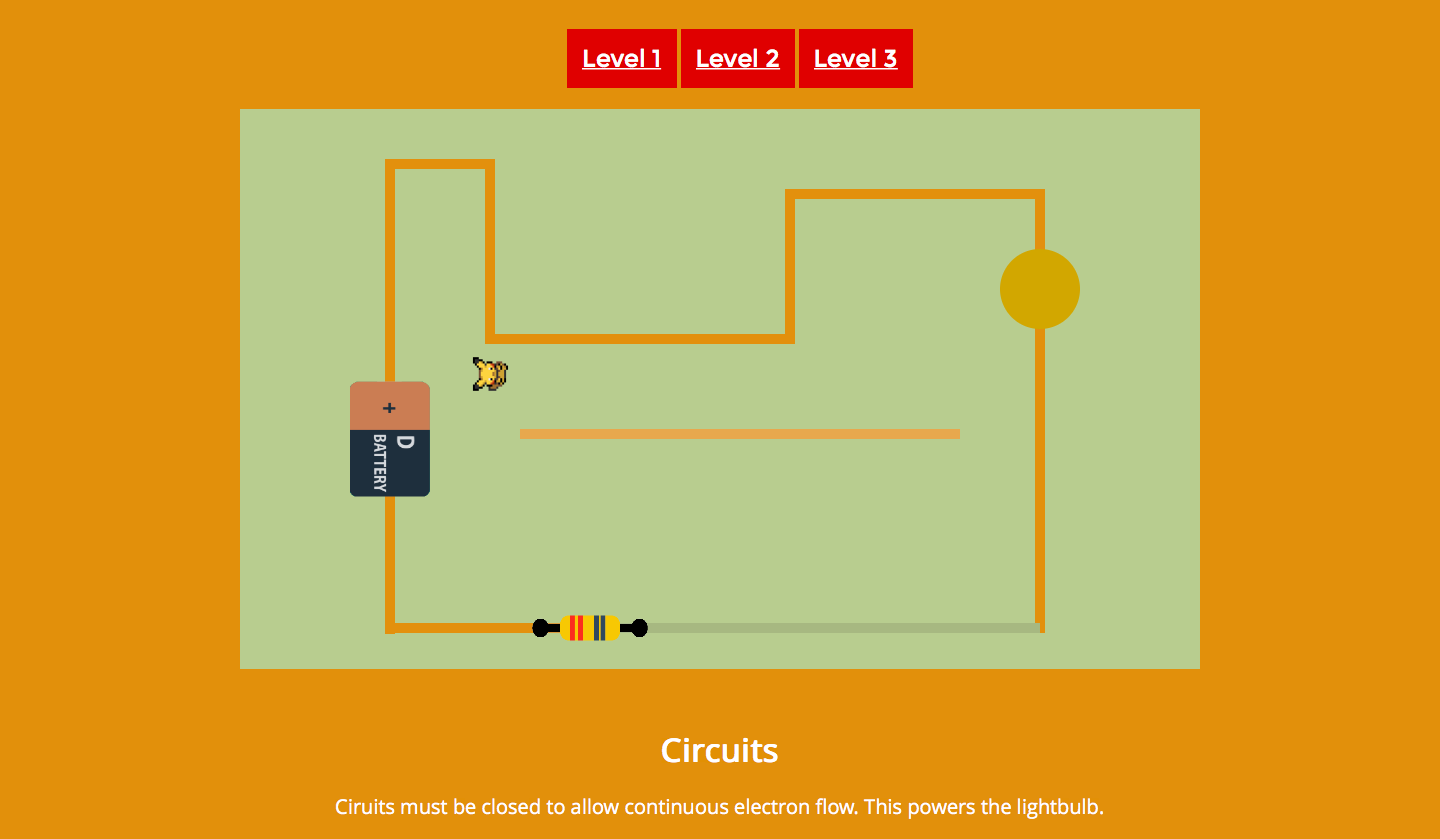 Level 1 Level 2 Level 3
+
D
BATTERY
Circuits
Ciruits must be closed to allow continuous electron flow. This powers the lightbulb.